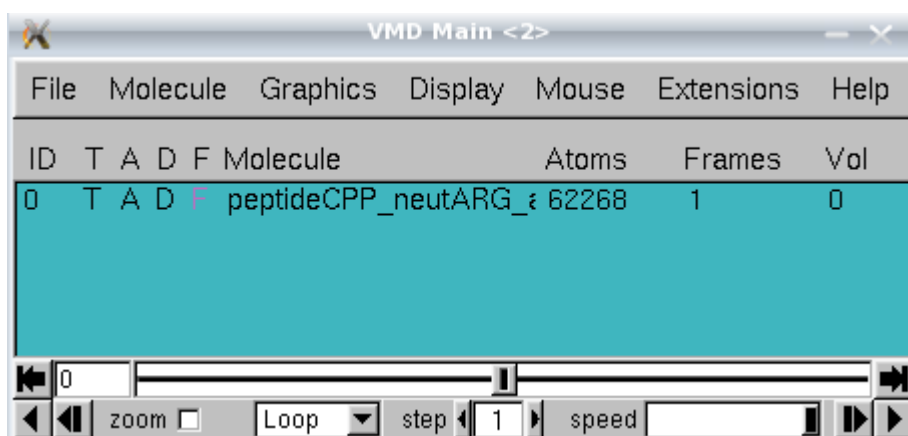 VMD Main <2>
File Molecule Graphics Display Mouse Extensions Help
ID T A D F Molecule Atoms Frames Vol
0 T A D F peptideCPP_neutARG_ 62268 1 0
0
zoom Loop step 1 speed